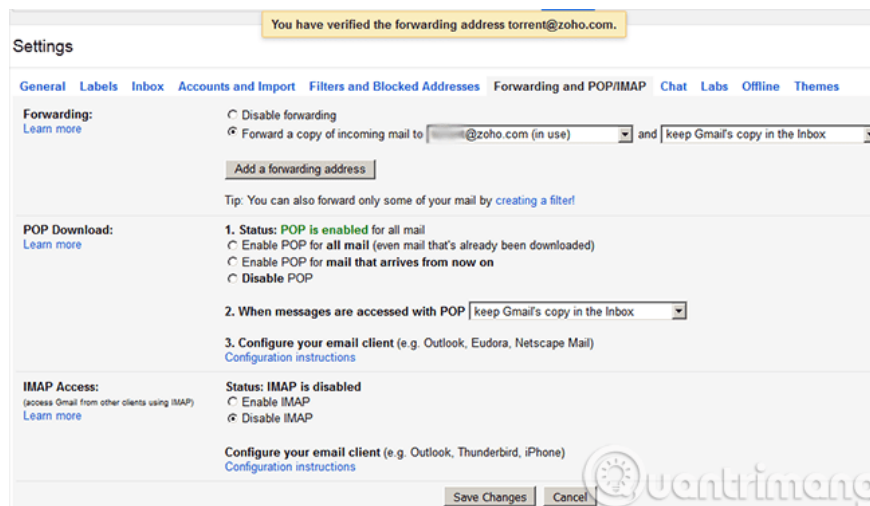 You have verified the forwarding address torrent@zoho.com.
Settings
General Labels Inbox Accounts and Import Filters and Blocked Addresses Forwarding and POP/IMAP Chat Labs Offline Themes
Forwarding:
Learn more
Disable forwarding
Forward a copy of incoming mail to @zoho.com (in use) and keep Gmail's copy in the Inbox
Add a forwarding address
Tip: You can also forward only some of your mail by creating a filter!
POP Download:
Learn more
1. Status: POP is enabled for all mail
Enable POP for all mail (even mail that's already been downloaded)
Enable POP for mail that arrives from now on
Disable POP
2. When messages are accessed with POP keep Gmail's copy in the Inbox
3. Configure your email client (e.g. Outlook, Eudora, Netscape Mail)
Configuration instructions
IMAP Access:
(access Gmail from other clients using IMAP)
Learn more
Status: IMAP is disabled
Enable IMAP
Disable IMAP
Configure your email client (e.g. Outlook, Thunderbird, iPhone)
Configuration instructions
Save Changes Cancel
Quantrimang